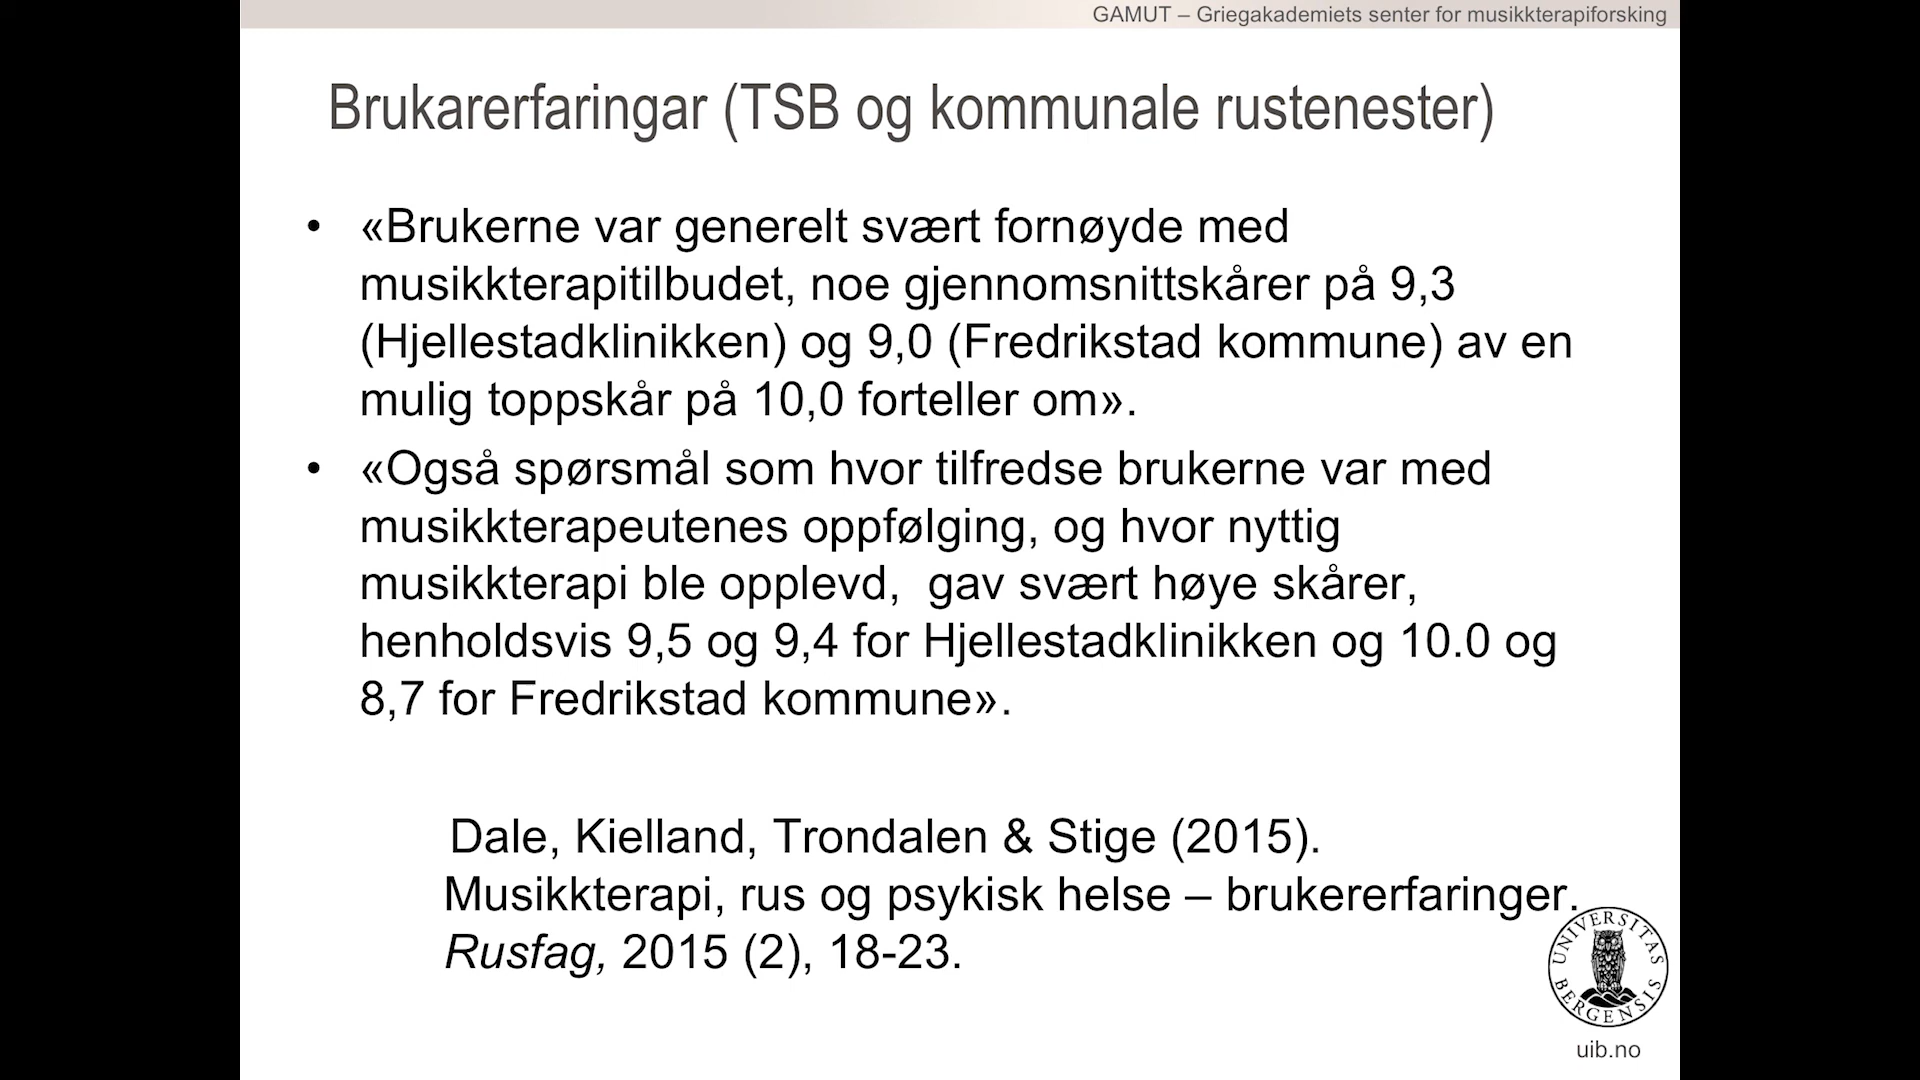 GAMUT – Griegakademiets senter for musikkterapiforsking
Brukarerfaringar (TSB og kommunale rustenester)
• «Brukerne var generelt svært fornøyde med
musikkterapitilbudet, noe gjennomsnittskårer på 9,3
(Hjellestadklinikken) og 9,0 (Fredrikstad kommune) av en
mulig toppskår på 10,0 forteller om».
• «Også spørsmål som hvor tilfredse brukerne var med
musikkterapeutenes oppfølging, og hvor nyttig
musikkterapi ble opplevd,  gav svært høye skårer,
henholdsvis 9,5 og 9,4 for Hjellestadklinikken og 10.0 og
8,7 for Fredrikstad kommune».
Dale, Kielland, Trondalen & Stige (2015).
Musikkterapi, rus og psykisk helse – brukererfaringer.
Rusfag, 2015 (2), 18-23.
UNIVERSITAS BERGENSIS
uib.no